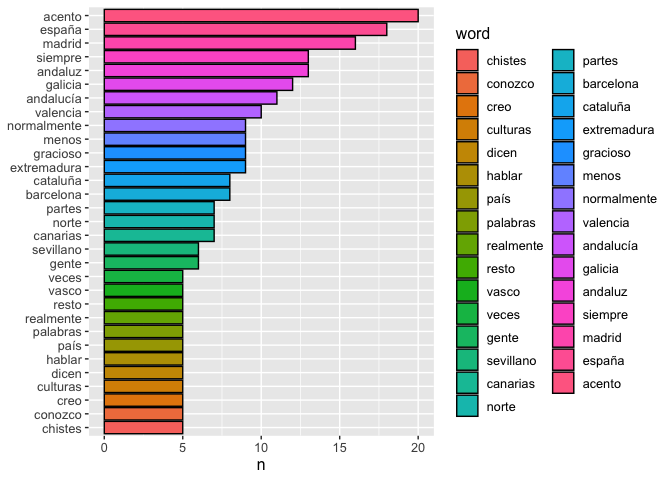 acento
españa
madrid
siempre
andaluz
galicia
andalucía
valencia
normalmente
menos
gracioso
extremadura
cataluña
barcelona
partes
norte
canarias
sevillano
gente
veces
vasco
resto
realmente
palabras
país
hablar
dicen
culturas
creo
conozco
chistes
0 5 10 15 20
n
word
chistes
conozco
creo
culturas
dicen
hablar
país
palabras
realmente
resto
vasco
veces
gente
sevillano
canarias
norte
partes
barcelona
cataluña
extremadura
gracioso
menos
normalmente
valencia
andalucía
galicia
andaluz
siempre
madrid
españa
acento